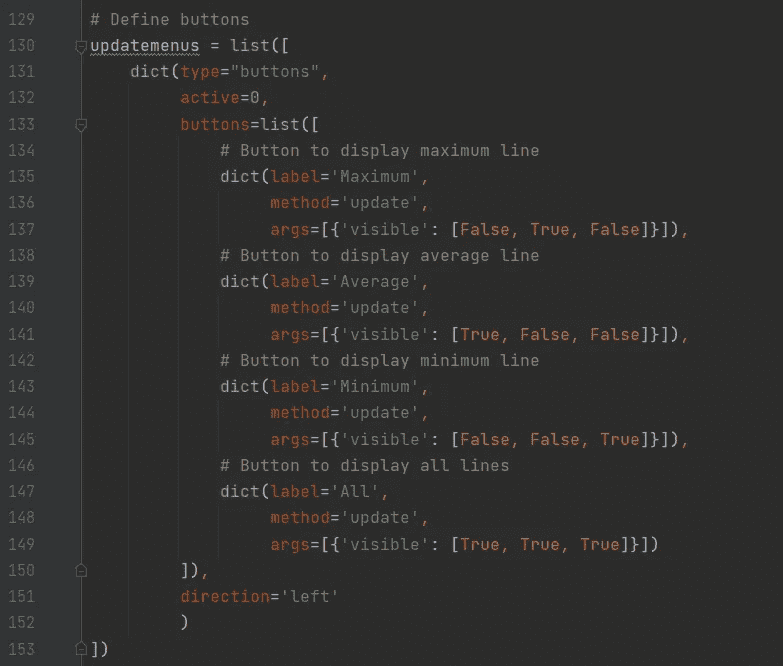 129 # Define buttons
130 updatemenus = list([
131     dict(type="buttons",
132          active=0,
133          buttons=list([
134              # Button to display maximum line
135              dict(label='Maximum',
136                   method='update',
137                   args=[{'visible': [False, True, False]}]),
138              # Button to display average line
139              dict(label='Average',
140                   method='update',
141                   args=[{'visible': [True, False, False]}]),
142              # Button to display minimum line
143              dict(label='Minimum',
144                   method='update',
145                   args=[{'visible': [False, False, True]}]),
146              # Button to display all lines
147              dict(label='All',
148                   method='update',
149                   args=[{'visible': [True, True, True]}])
150          ]),
151          direction='left'
152          )
153 ])